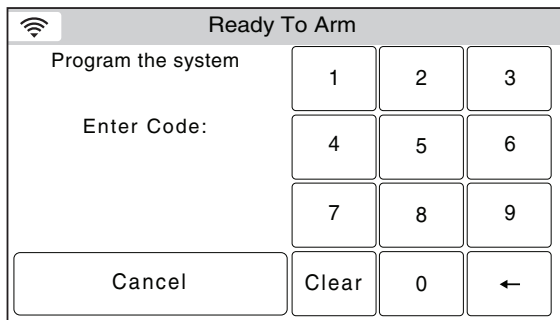 Ready To Arm
Program the system
Enter Code:
1 2 3
4 5 6
7 8 9
Cancel Clear 0 ←